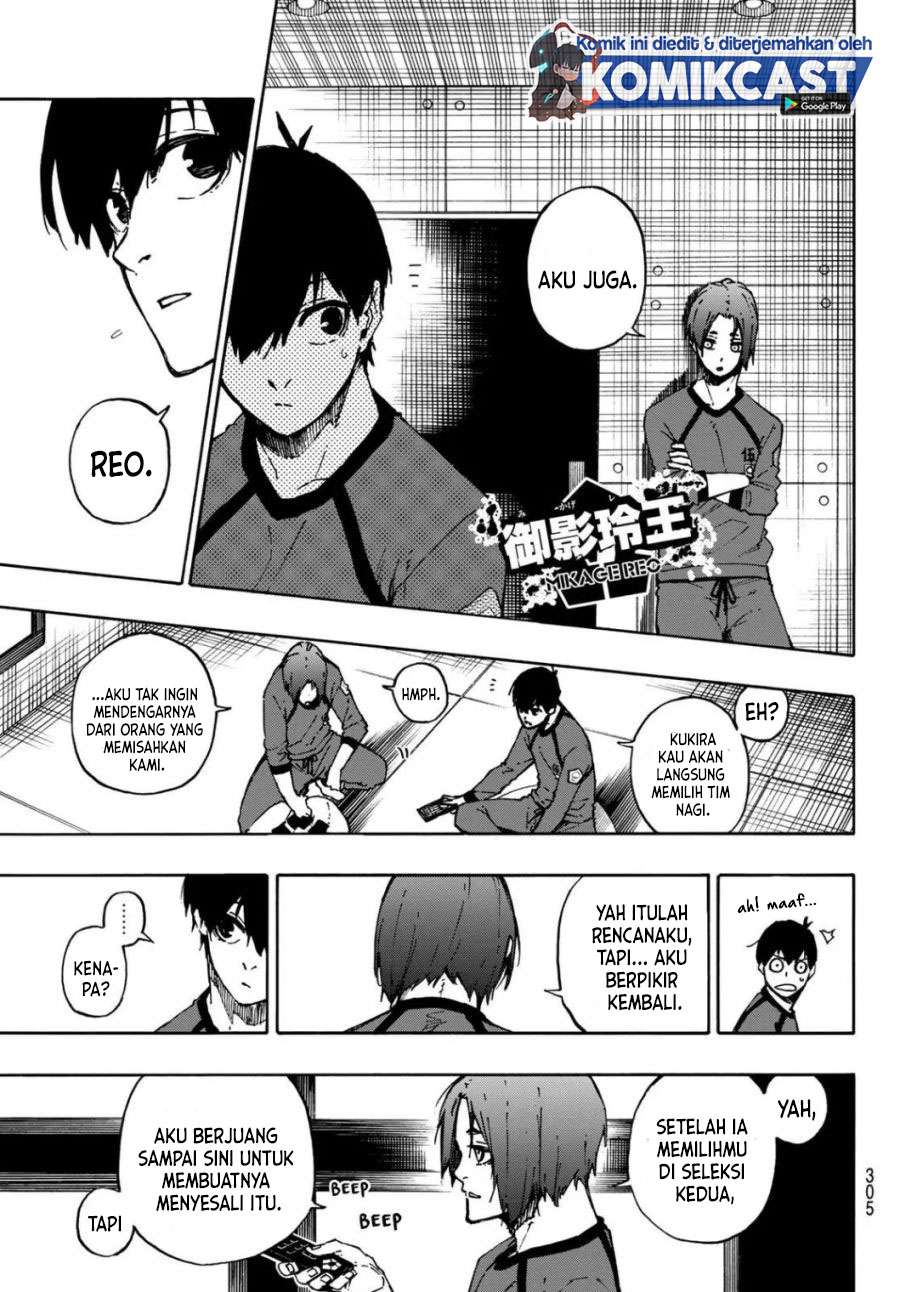 Komik ini diedit & diterjemahkan oleh
KOMIKCAST
GET IT ON
Google Play
AKU JUGA.
伍
御影玲王
MIKAGE REO
REO.
EH?
KUKIRA
KAU AKAN
LANGSUNG
MEMILIH TIM
NAGI.
HMPH.
...AKU TAK INGIN
MENDENGARNYA
DARI ORANG YANG
MEMISAHKAN
KAMI.
ah! maaf...
YAH ITULAH
RENCANAKU,
TAPI... AKU
BERPIKIR
KEMBALI.
......
KENA-
PA?
YAH,
SETELAH IA
MEMILIHMU
DI SELEKSI
KEDUA,
AKU BERJUANG
SAMPAI SINI UNTUK
MEMBUATNYA
MENYESALI ITU.
BEEP
BEEP
TAPI
305